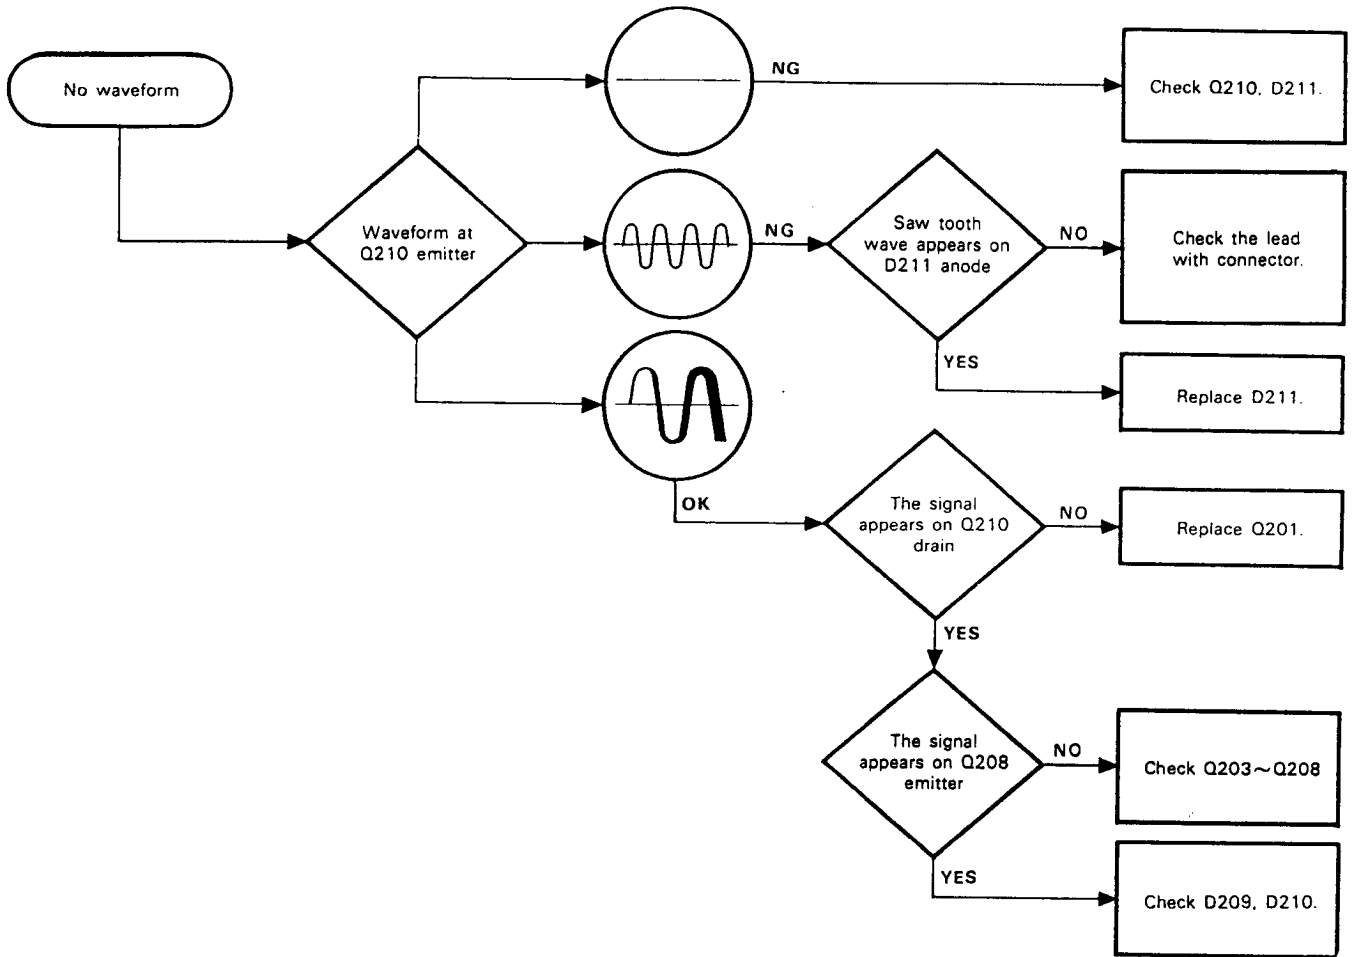 No waveform
NG
Check Q210, D211.
Waveform at
Q210 emitter
NG
Saw tooth
wave appears on
D211 anode
NO
Check the lead
with connector.
YES
Replace D211.
OK
The signal
appears on Q210
drain
NO
Replace Q201.
YES
The signal
appears on Q208
emitter
NO
Check Q203~Q208
YES
Check D209, D210.